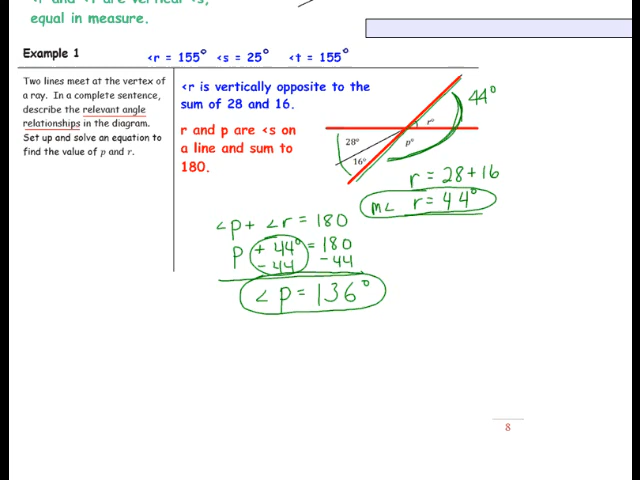 equal in measure.
Example 1
<r = 155° <s = 25° <t = 155°
Two lines meet at the vertex of
a ray. In a complete sentence,
describe the relevant angle
relationships in the diagram.
Set up and solve an equation to
find the value of p and r.
<r is vertically opposite to the
sum of 28 and 16.
r and p are <s on
a line and sum to
180.
44°
r°
28°
p°
16°
r = 28 + 16
m< r = 44°
<p + <r = 180
P + 44° = 180
- 44 - 44
< p = 136°
8